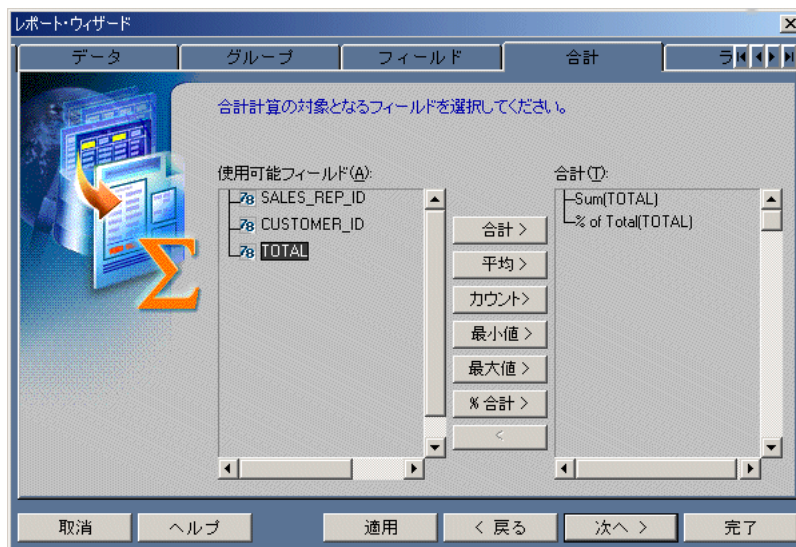 レポート・ウィザード
データ
グループ
フィールド
合計
ラ
合計計算の対象となるフィールドを選択してください。
使用可能フィールド(A):
78 SALES_REP_ID
78 CUSTOMER_ID
78 TOTAL
合計 >
平均 >
カウント>
最小値 >
最大値 >
% 合計 >
<
合計(T):
Sum(TOTAL)
% of Total(TOTAL)
取消
ヘルプ
適用
< 戻る
次へ >
完了